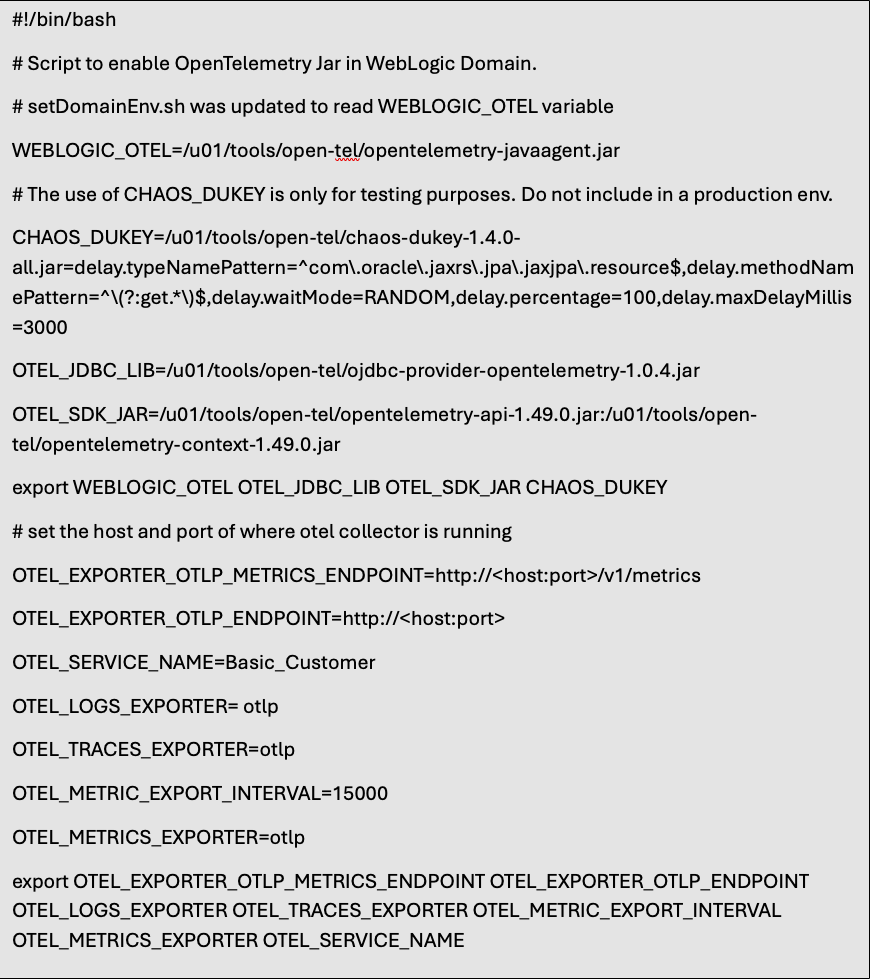 #!/bin/bash
# Script to enable OpenTelemetry Jar in WebLogic Domain.
# setDomainEnv.sh was updated to read WEBLOGIC_OTEL variable
WEBLOGIC_OTEL=/u01/tools/open-tel/opentelemetry-javaagent.jar
# The use of CHAOS_DUKEY is only for testing purposes. Do not include in a production env.
CHAOS_DUKEY=/u01/tools/open-tel/chaos-dukey-1.4.0-
all.jar=delay.typeNamePattern=^com\.oracle\.jaxrs\.jpa\.jaxjpa\.resource$,delay.methodNam
ePattern=^\(?:get.*\)$,delay.waitMode=RANDOM,delay.percentage=100,delay.maxDelayMillis
=3000
OTEL_JDBC_LIB=/u01/tools/open-tel/ojdbc-provider-opentelemetry-1.0.4.jar
OTEL_SDK_JAR=/u01/tools/open-tel/opentelemetry-api-1.49.0.jar:/u01/tools/open-
tel/opentelemetry-context-1.49.0.jar
export WEBLOGIC_OTEL OTEL_JDBC_LIB OTEL_SDK_JAR CHAOS_DUKEY
# set the host and port of where otel collector is running
OTEL_EXPORTER_OTLP_METRICS_ENDPOINT=http://<host:port>/v1/metrics
OTEL_EXPORTER_OTLP_ENDPOINT=http://<host:port>
OTEL_SERVICE_NAME=Basic_Customer
OTEL_LOGS_EXPORTER= otlp
OTEL_TRACES_EXPORTER=otlp
OTEL_METRIC_EXPORT_INTERVAL=15000
OTEL_METRICS_EXPORTER=otlp
export OTEL_EXPORTER_OTLP_METRICS_ENDPOINT OTEL_EXPORTER_OTLP_ENDPOINT
OTEL_LOGS_EXPORTER OTEL_TRACES_EXPORTER OTEL_METRIC_EXPORT_INTERVAL
OTEL_METRICS_EXPORTER OTEL_SERVICE_NAME